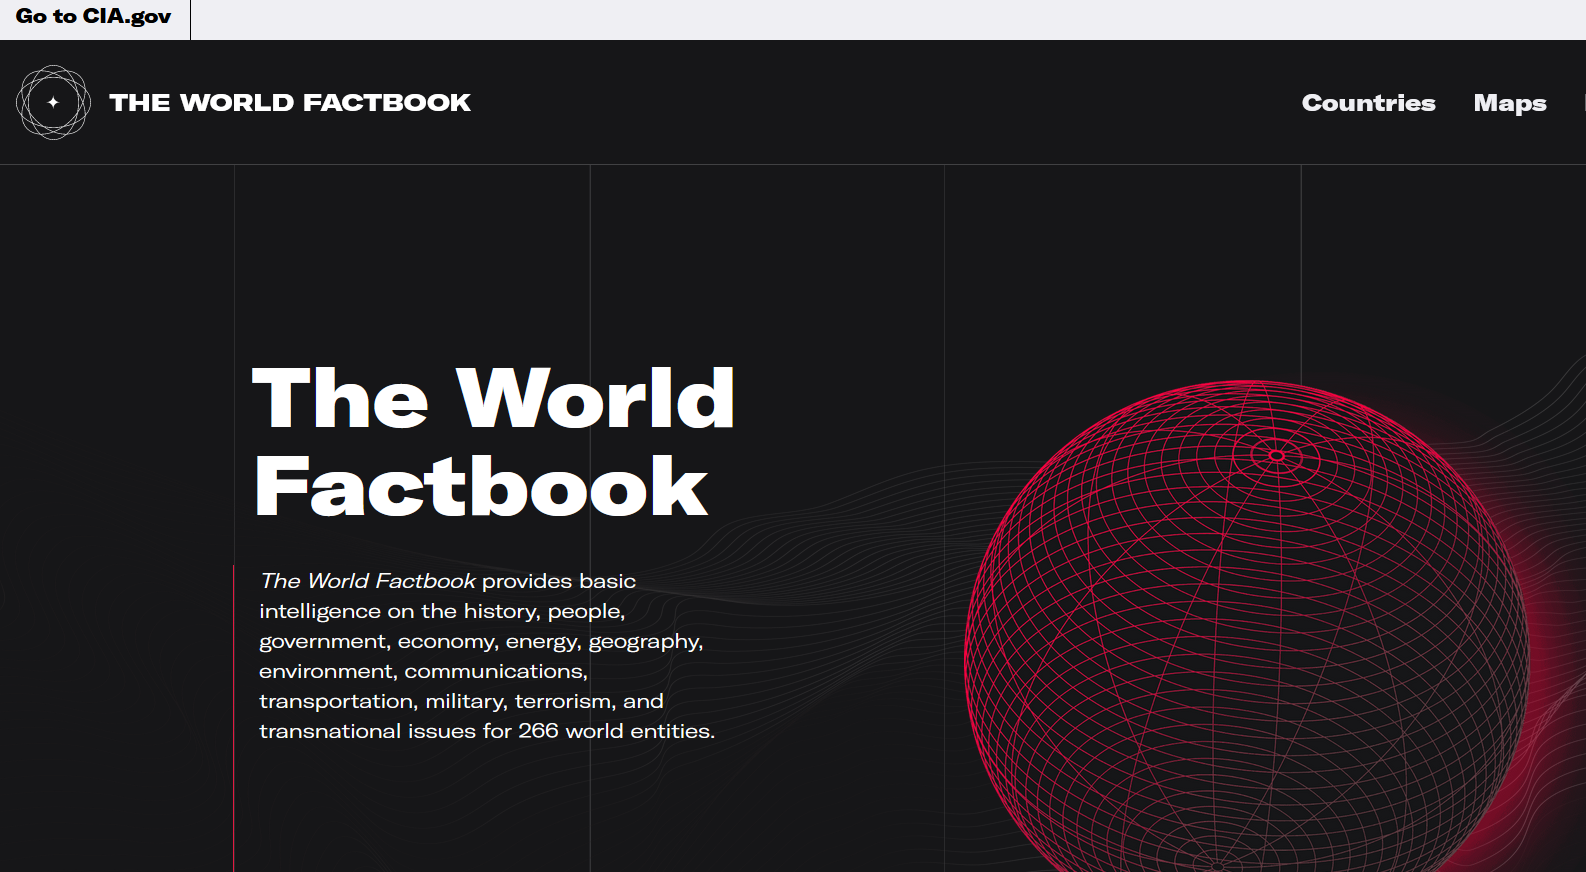 Go to CIA.gov
THE WORLD FACTBOOK
Countries
Maps
The World
Factbook
The World Factbook provides basic
intelligence on the history, people,
government, economy, energy, geography,
environment, communications,
transportation, military, terrorism, and
transnational issues for 266 world entities.